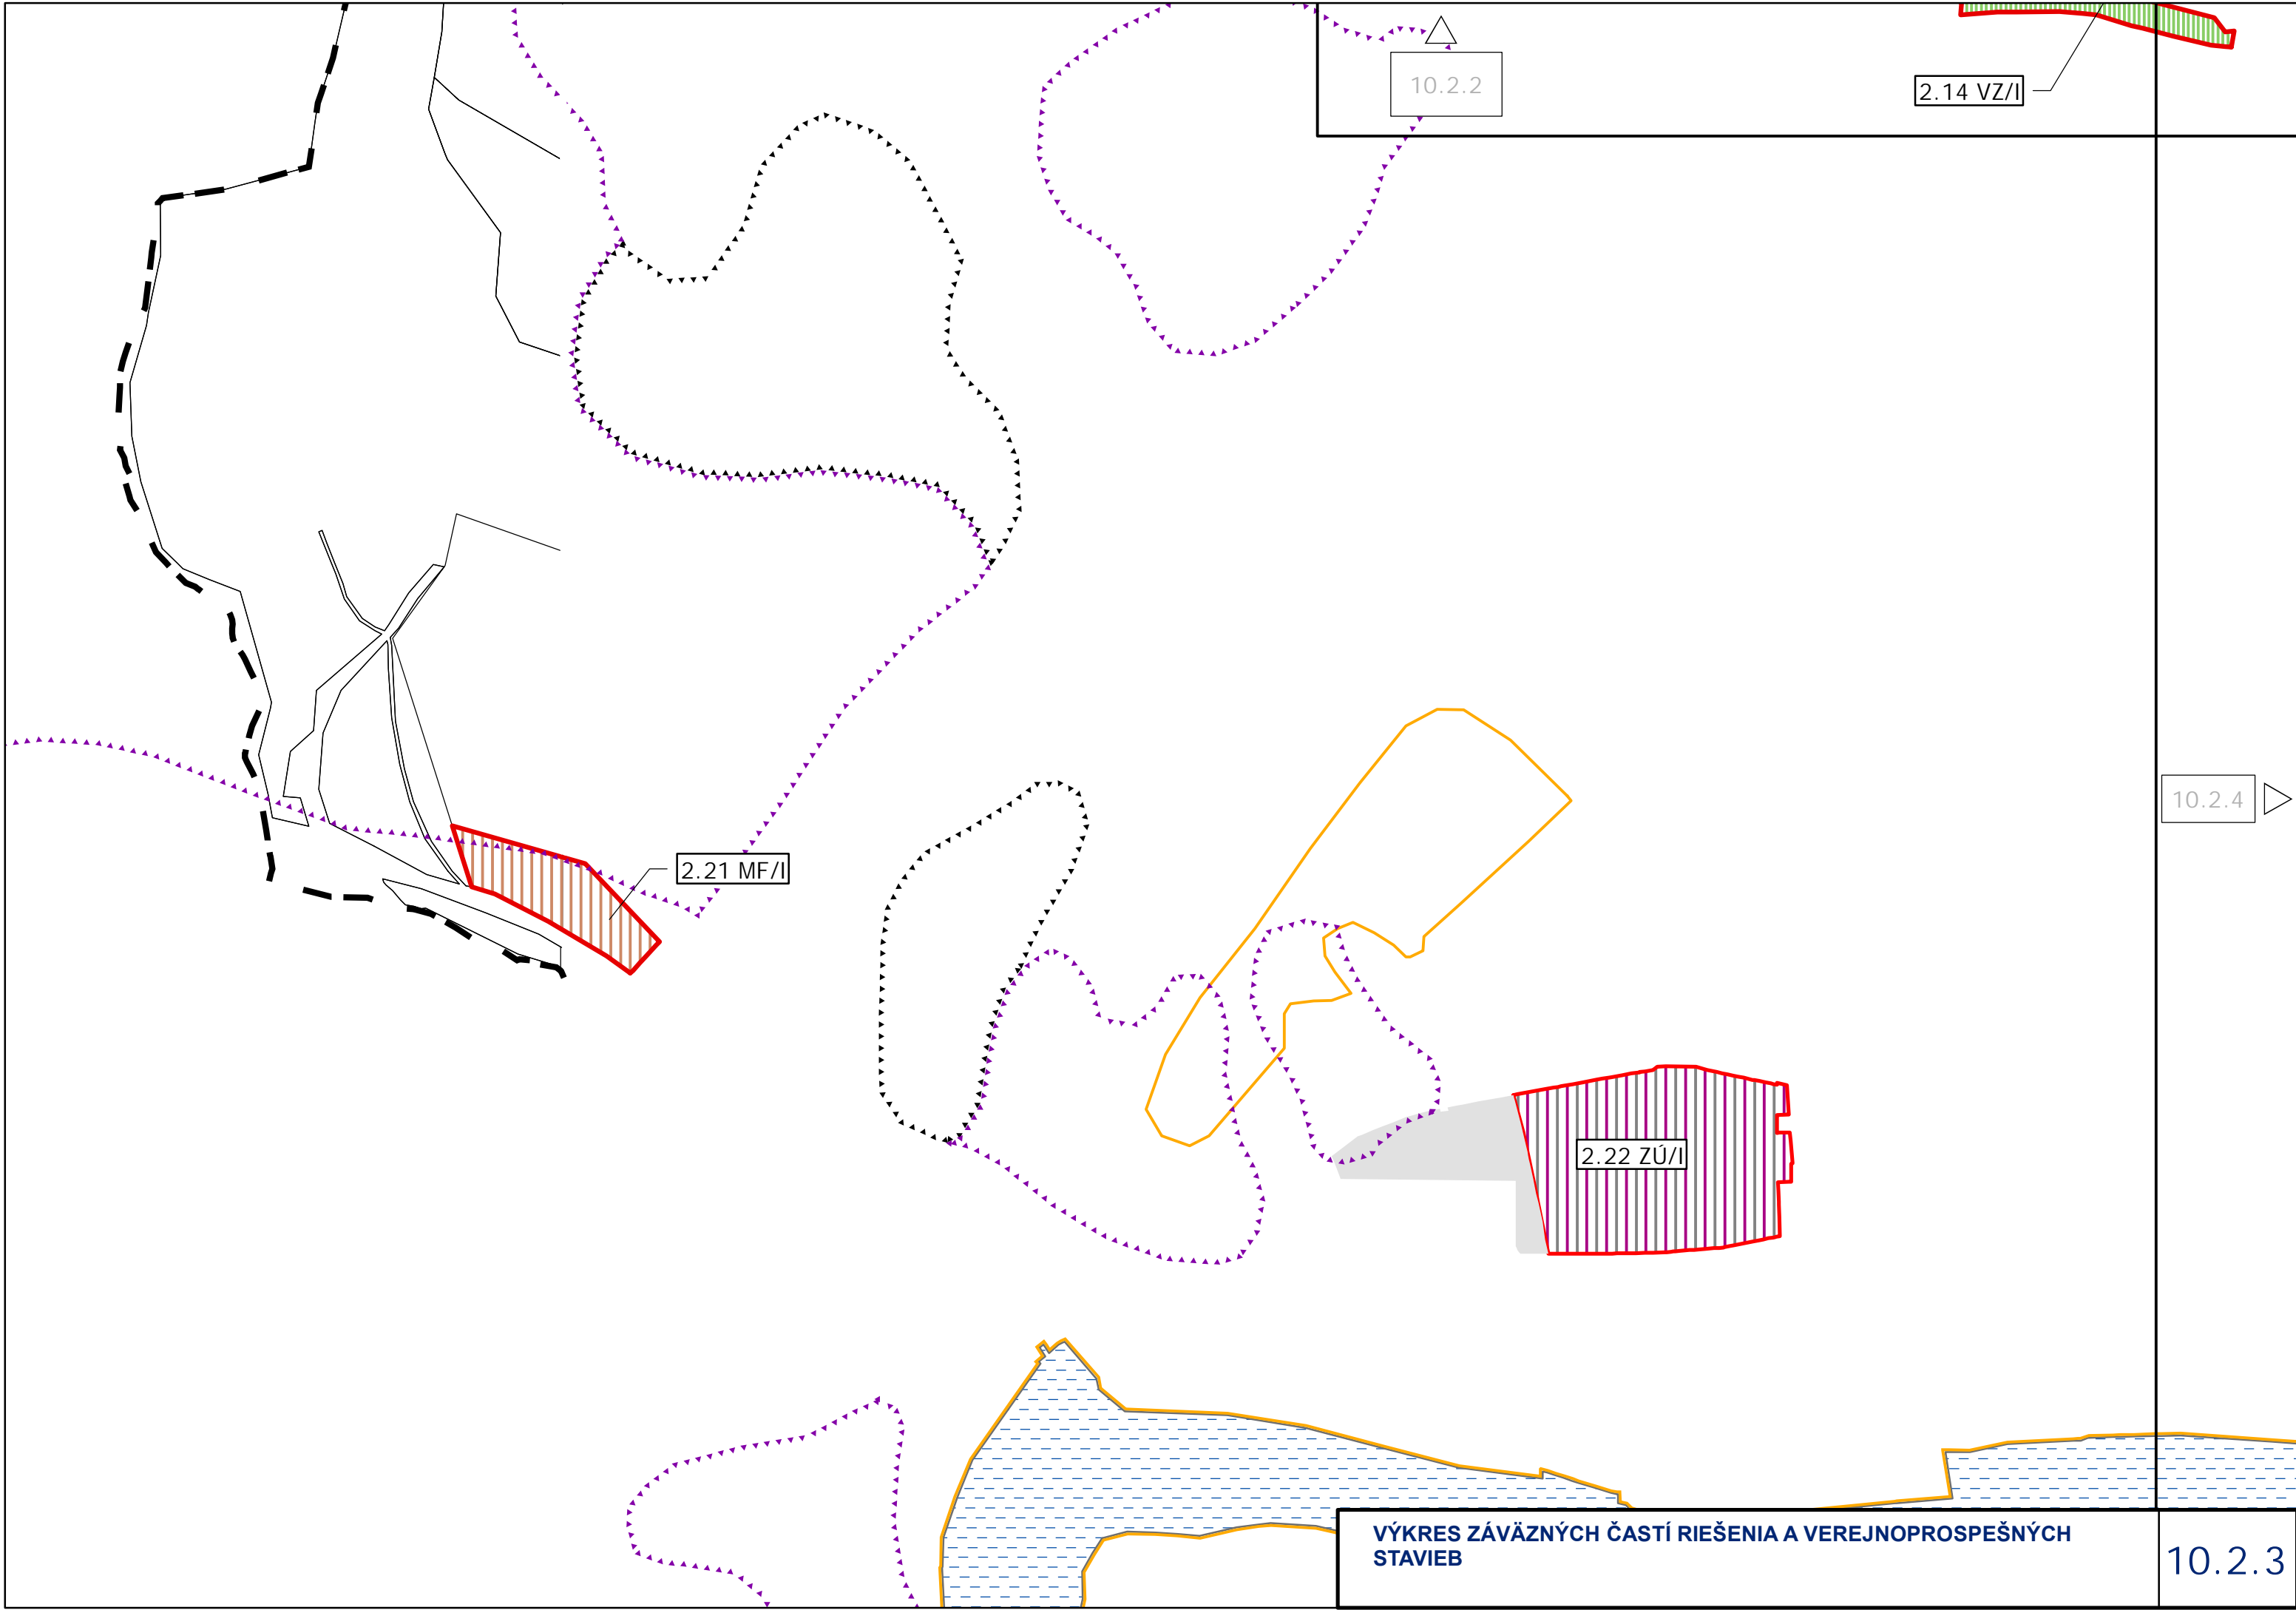 10.2.2
2.14 VZ/I
10.2.4
2.21 MF/I
2.22 ZÚ/I
VÝKRES ZÁVÄZNÝCH ČASTÍ RIEŠENIA A VEREJNOPROSPEŠNÝCH
STAVIEB
10.2.3